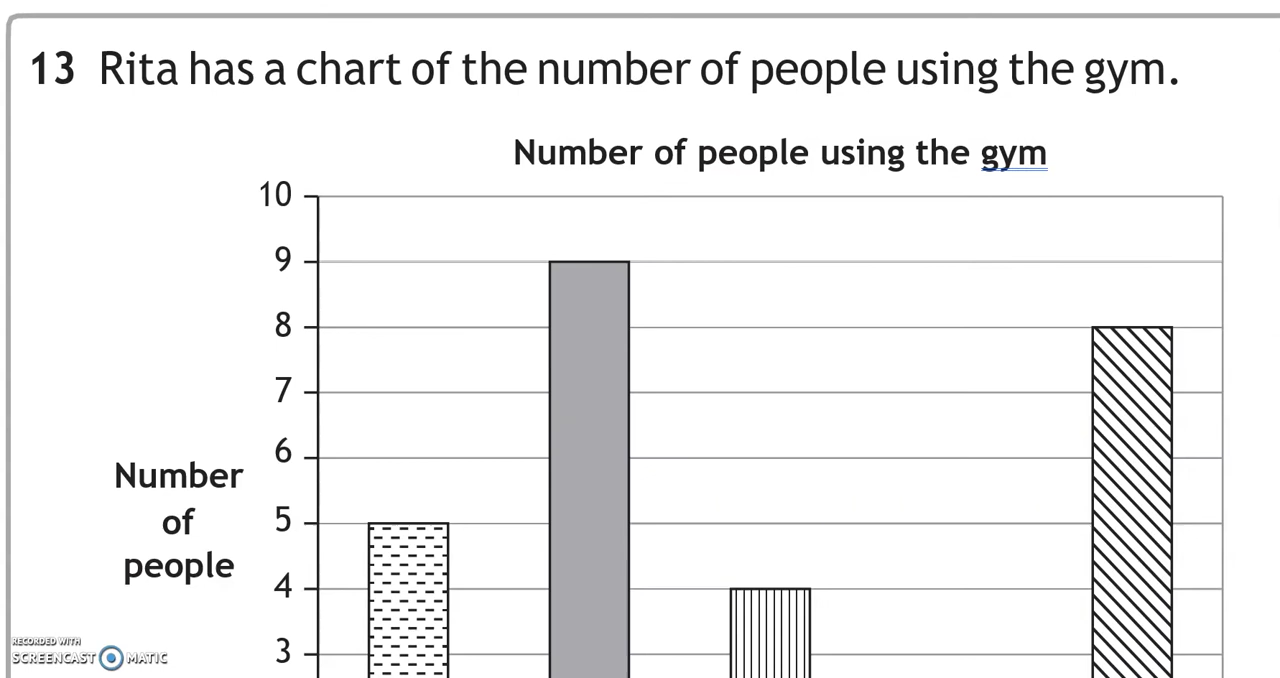 13 Rita has a chart of the number of people using the gym.
Number of people using the gym
10
9
8
7
6
Number
of
people
5
4
3
RECORDED WITH
SCREENCAST MATIC